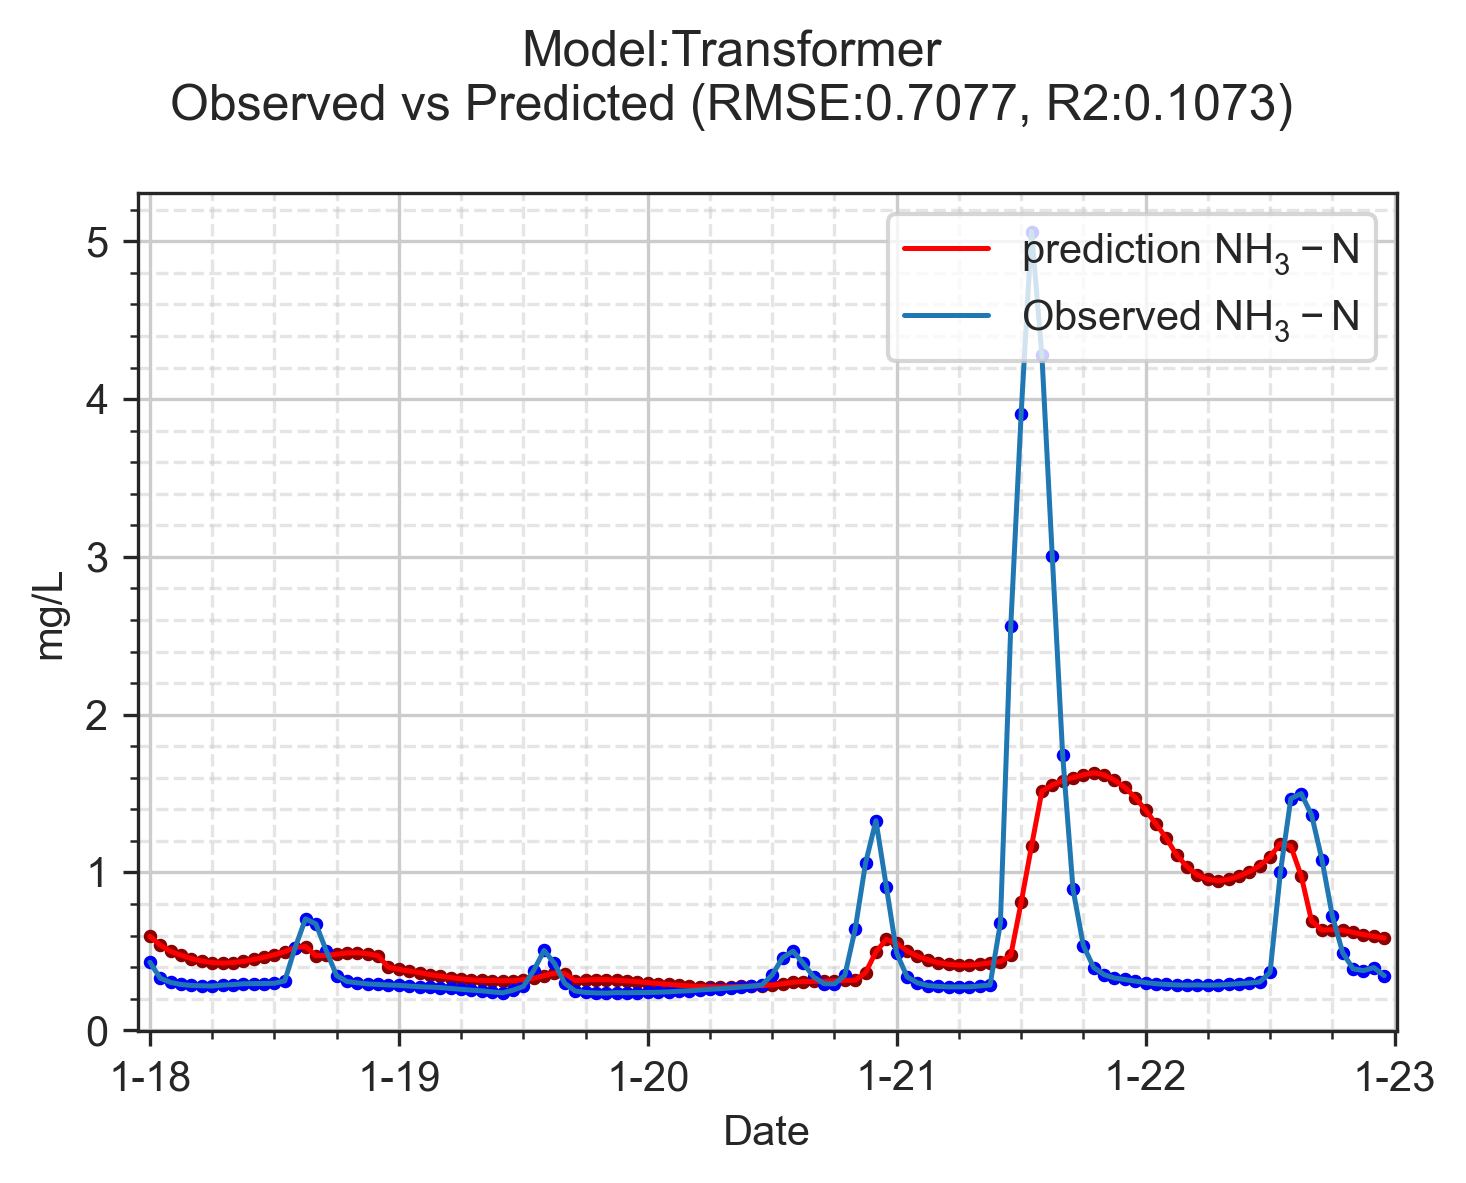 Model:Transformer
Observed vs Predicted (RMSE:0.7077, R2:0.1073)
prediction NH₃ − N
Observed NH₃ − N
5
4
3
2
1
0
mg/L
1-18 1-19 1-20 1-21 1-22 1-23
Date